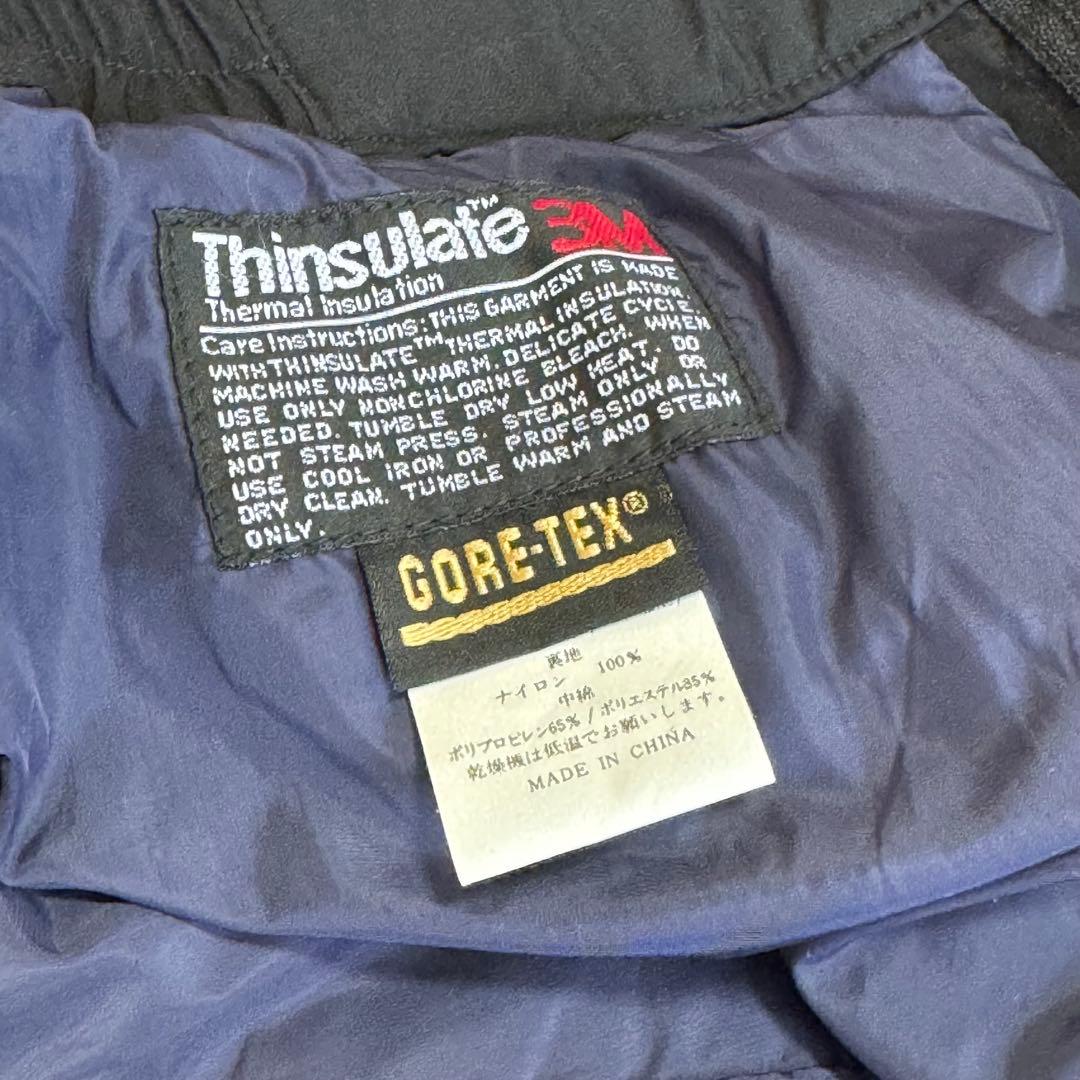 Thinsulate™ 3M
Thermal Insulation
Care Instructions: THIS GARMENT IS MADE
WITH THINSULATE™ THERMAL INSULATION.
MACHINE WASH WARM, DELICATE CYCLE.
USE ONLY NONCHLORINE BLEACH. WHEN
NEEDED. TUMBLE DRY LOW HEAT. DO
NOT STEAM PRESS. STEAM ONLY. OR
USE COOL IRON OR PROFESSIONALLY
DRY CLEAN. TUMBLE WARM AND STEAM
ONLY.
GORE-TEX®
裏地
ナイロン 100%
中綿
ポリプロピレン65% / ポリエステル35%
乾燥機は低温でお願いします。
MADE IN CHINA